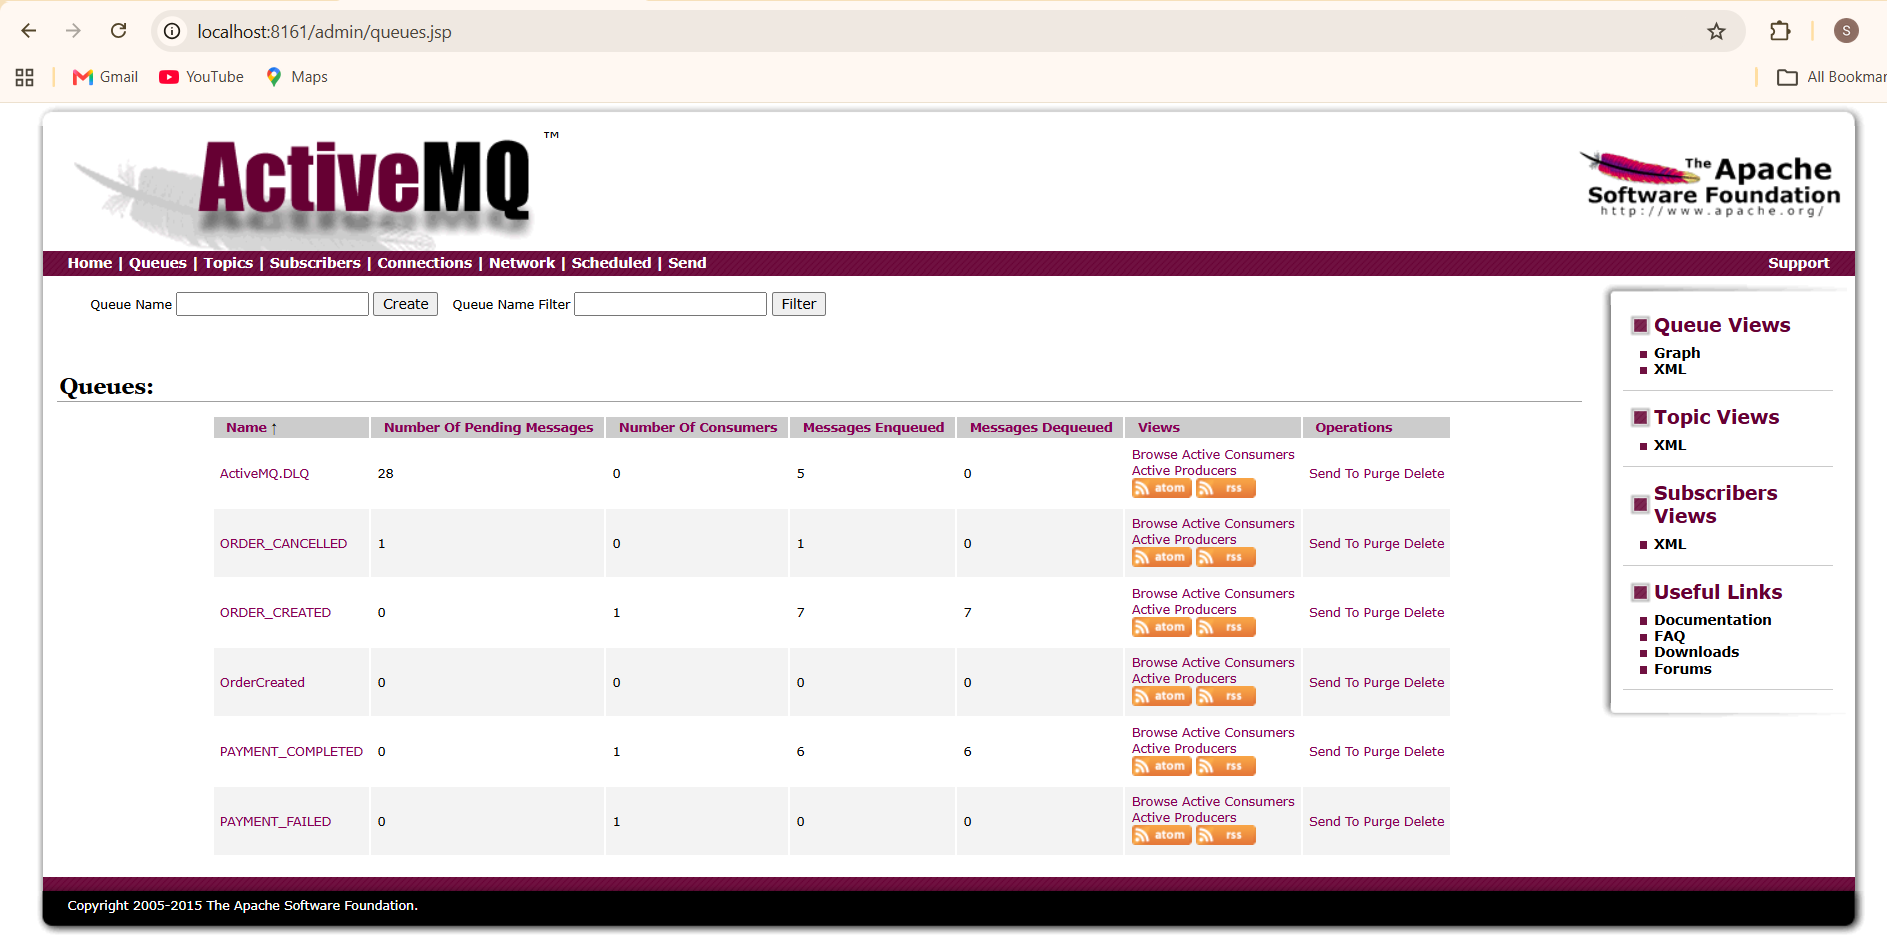 localhost:8161/admin/queues.jsp
S
Gmail YouTube Maps
All Bookmar
ActiveMQ ™
The Apache
Software Foundation
http://www.apache.org/
Home | Queues | Topics | Subscribers | Connections | Network | Scheduled | Send
Support
Queue Name Create Queue Name Filter Filter
Queues:
Name ↑ Number Of Pending Messages Number Of Consumers Messages Enqueued Messages Dequeued Views Operations
ActiveMQ.DLQ 28 0 5 0 Browse Active Consumers
Active Producers
atom rss
Send To Purge Delete
ORDER_CANCELLED 1 0 1 0 Browse Active Consumers
Active Producers
atom rss
Send To Purge Delete
ORDER_CREATED 0 1 7 7 Browse Active Consumers
Active Producers
atom rss
Send To Purge Delete
OrderCreated 0 0 0 0 Browse Active Consumers
Active Producers
atom rss
Send To Purge Delete
PAYMENT_COMPLETED 0 1 6 6 Browse Active Consumers
Active Producers
atom rss
Send To Purge Delete
PAYMENT_FAILED 0 1 0 0 Browse Active Consumers
Active Producers
atom rss
Send To Purge Delete
Queue Views
Graph
XML
Topic Views
XML
Subscribers
Views
XML
Useful Links
Documentation
FAQ
Downloads
Forums
Copyright 2005-2015 The Apache Software Foundation.